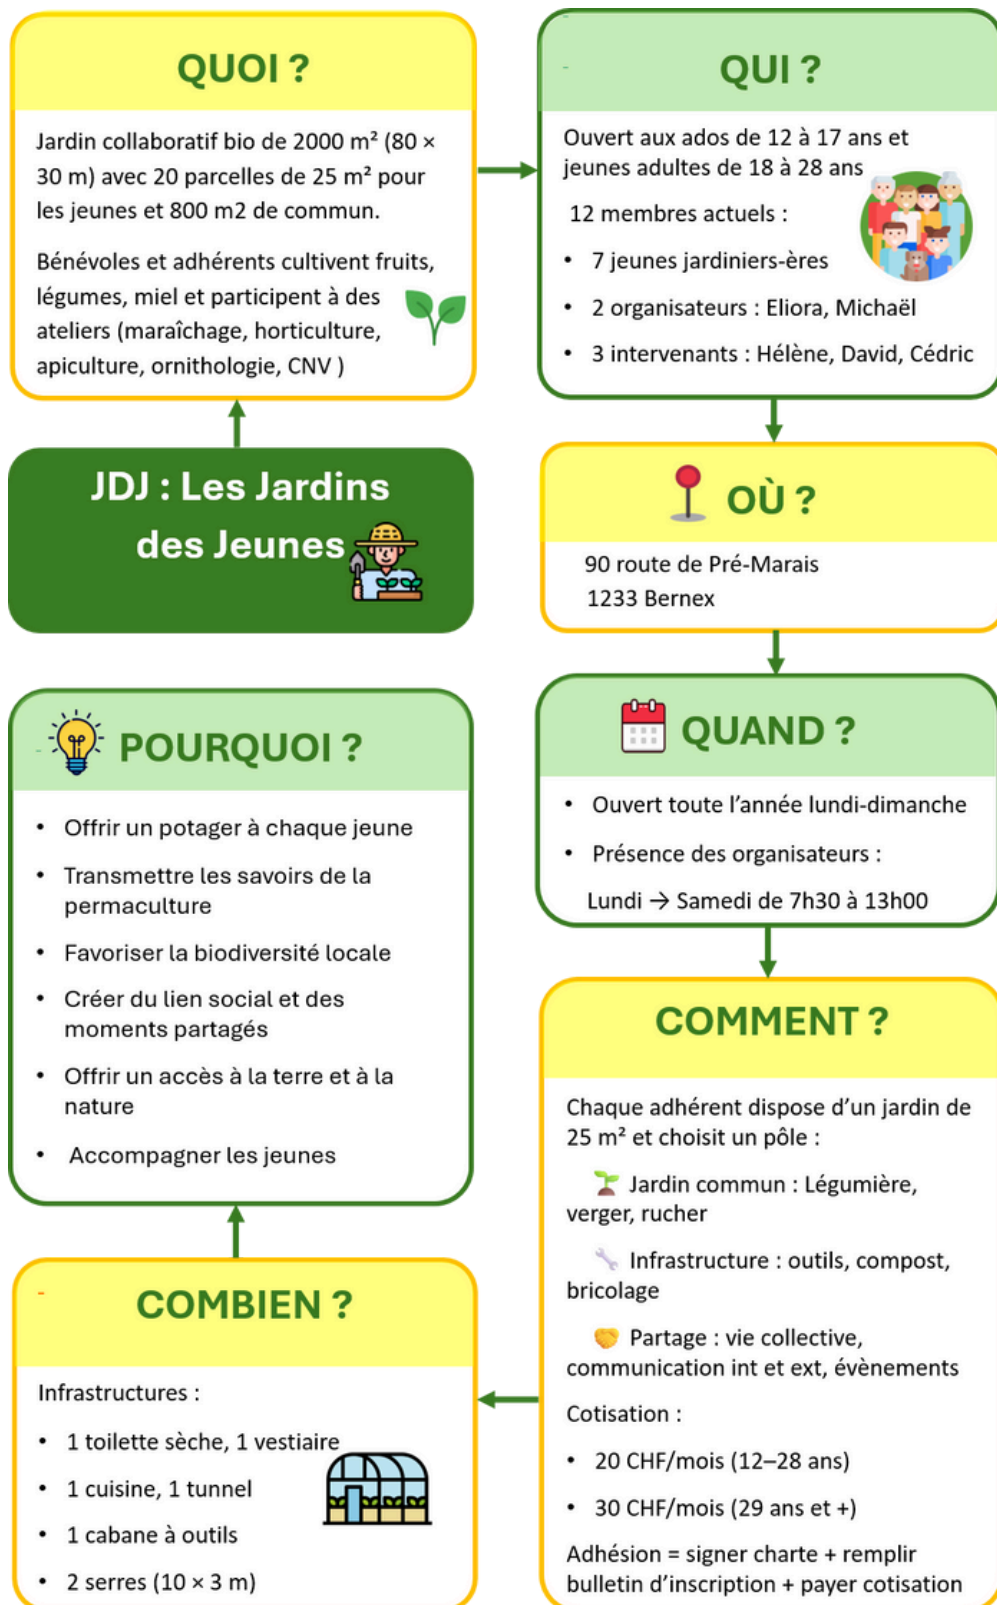 JDJ : Les Jardins
des Jeunes
QUOI ?
Jardin collaboratif bio de 2000 m² (80 ×
30 m) avec 20 parcelles de 25 m² pour
les jeunes et 800 m2 de commun.
Bénévoles et adhérents cultivent fruits,
légumes, miel et participent à des
ateliers (maraîchage, horticulture,
apiculture, ornithologie, CNV )
QUI ?
Ouvert aux ados de 12 à 17 ans et
jeunes adultes de 18 à 28 ans
12 membres actuels :
• 7 jeunes jardiniers-ères
• 2 organisateurs : Eliora, Michaël
• 3 intervenants : Hélène, David, Cédric
OÙ ?
90 route de Pré-Marais
1233 Bernex
QUAND ?
• Ouvert toute l’année lundi-dimanche
• Présence des organisateurs :
Lundi → Samedi de 7h30 à 13h00
COMMENT ?
Chaque adhérent dispose d’un jardin de
25 m² et choisit un pôle :
Jardin commun : Légumière,
verger, rucher
Infrastructure : outils, compost,
bricolage
Partage : vie collective,
communication int et ext, évènements
Cotisation :
• 20 CHF/mois (12–28 ans)
• 30 CHF/mois (29 ans et +)
Adhésion = signer charte + remplir
bulletin d’inscription + payer cotisation
COMBIEN ?
Infrastructures :
• 1 toilette sèche, 1 vestiaire
• 1 cuisine, 1 tunnel
• 1 cabane à outils
• 2 serres (10 × 3 m)
POURQUOI ?
• Offrir un potager à chaque jeune
• Transmettre les savoirs de la
permaculture
• Favoriser la biodiversité locale
• Créer du lien social et des
moments partagés
• Offrir un accès à la terre et à la
nature
• Accompagner les jeunes